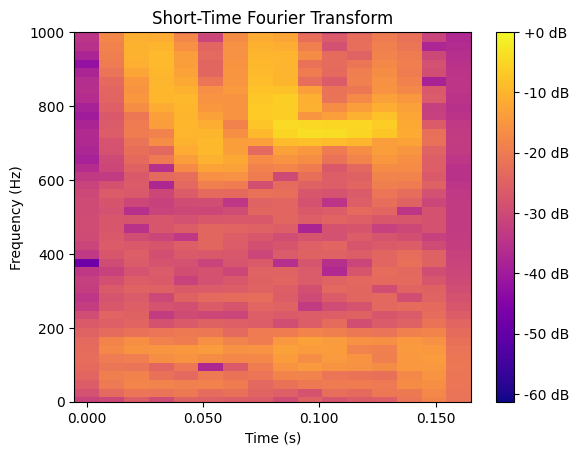 Short-Time Fourier Transform
1000
800
600
400
200
0
Frequency (Hz)
0.000
0.050
0.100
0.150
Time (s)
+0 dB
-10 dB
-20 dB
-30 dB
-40 dB
-50 dB
-60 dB